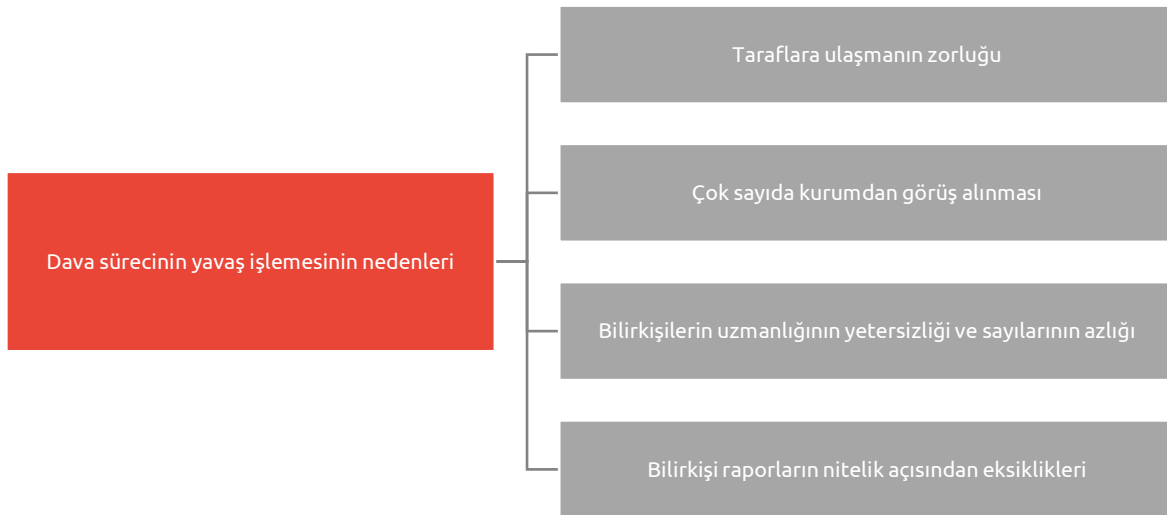 Dava sürecinin yavaş işlemesinin nedenleri
Taraflara ulaşmanın zorluğu
Çok sayıda kurumdan görüş alınması
Bilirkişilerin uzmanlığının yetersizliği ve sayılarının azlığı
Bilirkişi raporların nitelik açısından eksiklikleri